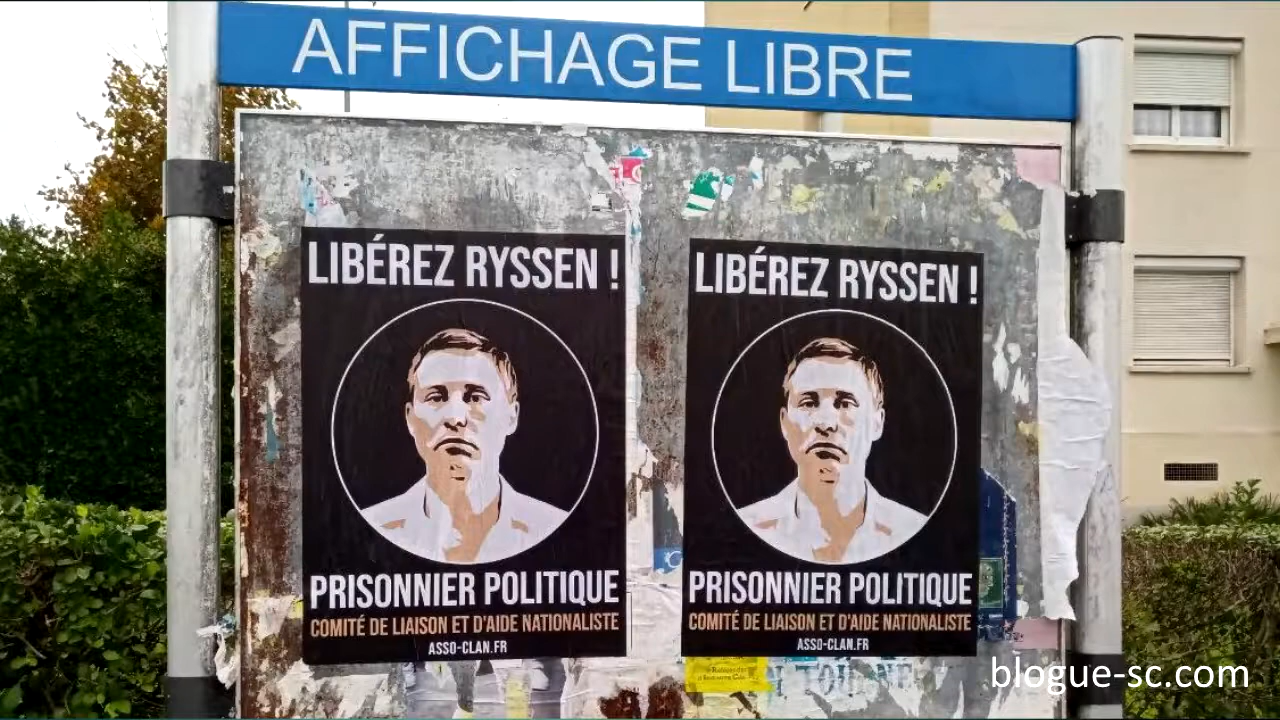 AFFICHAGE LIBRE
LIBÉREZ RYSSEN !
PRISONNIER POLITIQUE
COMITÉ DE LIAISON ET D'AIDE NATIONALISTE
ASSO-CLAN.FR
LIBÉREZ RYSSEN !
PRISONNIER POLITIQUE
COMITÉ DE LIAISON ET D'AIDE NATIONALISTE
ASSO-CLAN.FR
blogue-sc.com